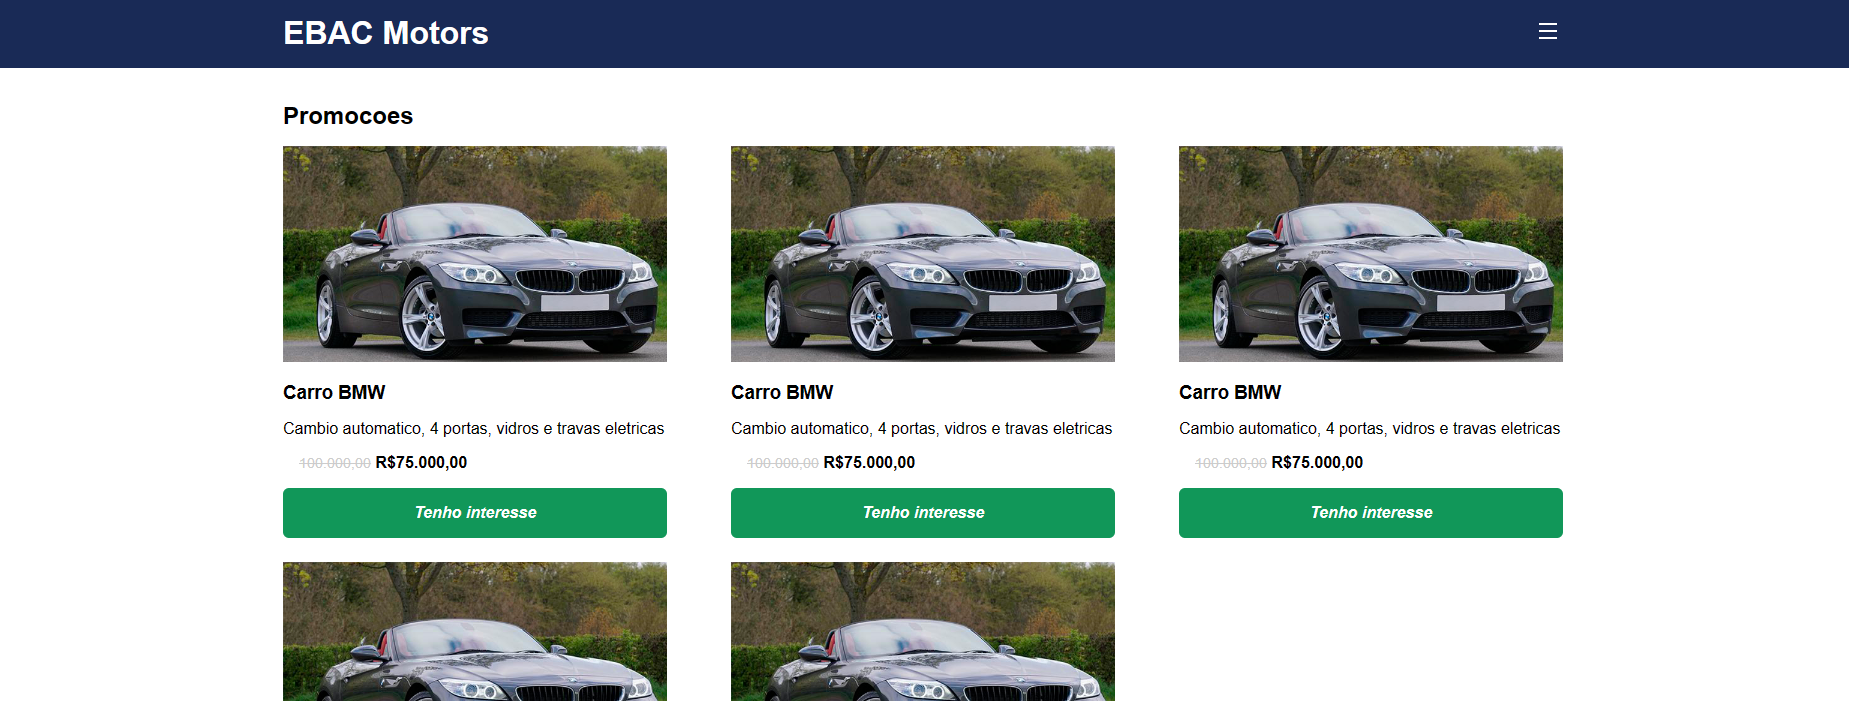 EBAC Motors
Promocoes
Carro BMW
Cambio automatico, 4 portas, vidros e travas eletricas
100.000,00 R$75.000,00
Tenho interesse
Carro BMW
Cambio automatico, 4 portas, vidros e travas eletricas
100.000,00 R$75.000,00
Tenho interesse
Carro BMW
Cambio automatico, 4 portas, vidros e travas eletricas
100.000,00 R$75.000,00
Tenho interesse